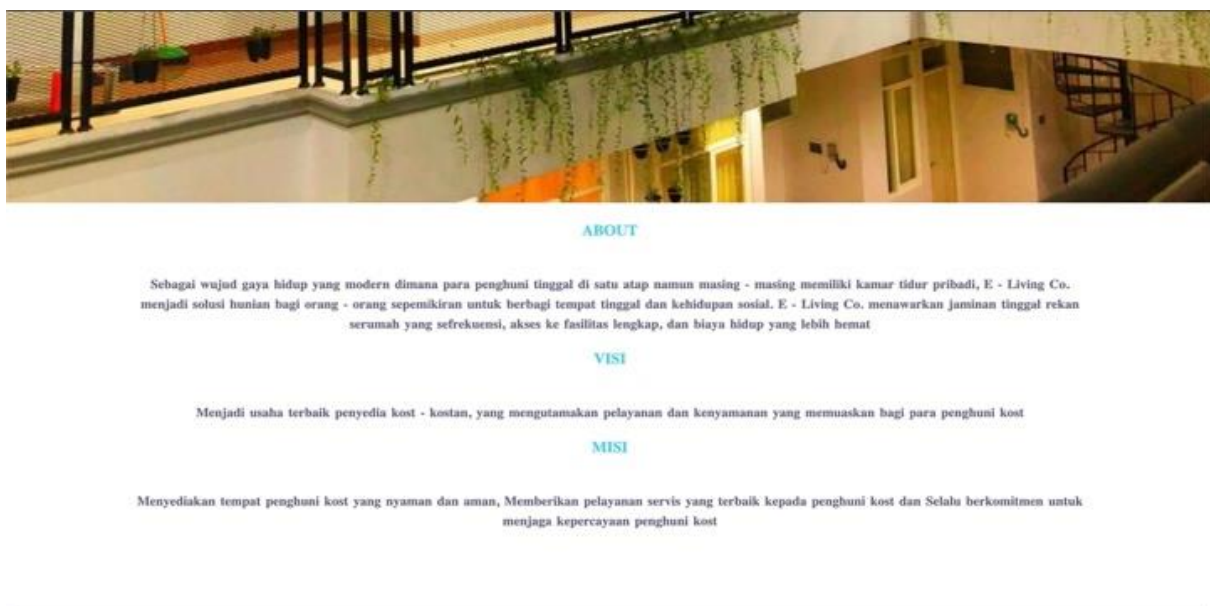 ABOUT
Sebagai wujud gaya hidup yang modern dimana para penghuni tinggal di satu atap namun masing - masing memiliki kamar tidur pribadi, E - Living Co.
menjadi solusi hunian bagi orang - orang sepemikiran untuk berbagi tempat tinggal dan kehidupan sosial. E - Living Co. menawarkan jaminan tinggal rekan
serumah yang sefrekuensi, akses ke fasilitas lengkap, dan biaya hidup yang lebih hemat
VISI
Menjadi usaha terbaik penyedia kost - kostan, yang mengutamakan pelayanan dan kenyamanan yang memuaskan bagi para penghuni kost
MISI
Menyediakan tempat penghuni kost yang nyaman dan aman, Memberikan pelayanan servis yang terbaik kepada penghuni kost dan Selalu berkomitmen untuk
menjaga kepercayaan penghuni kost